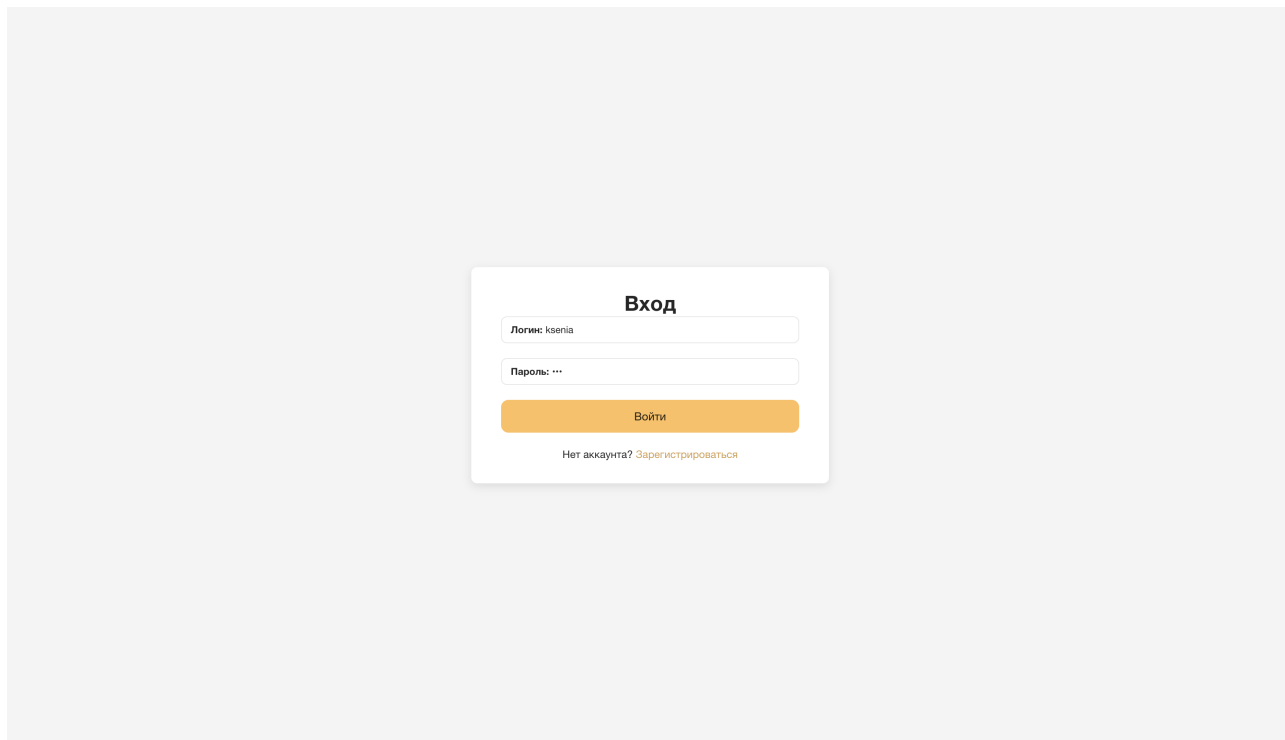 Вход
Логин: ksenia
Пароль: •••
Войти
Нет аккаунта? Зарегистрироваться